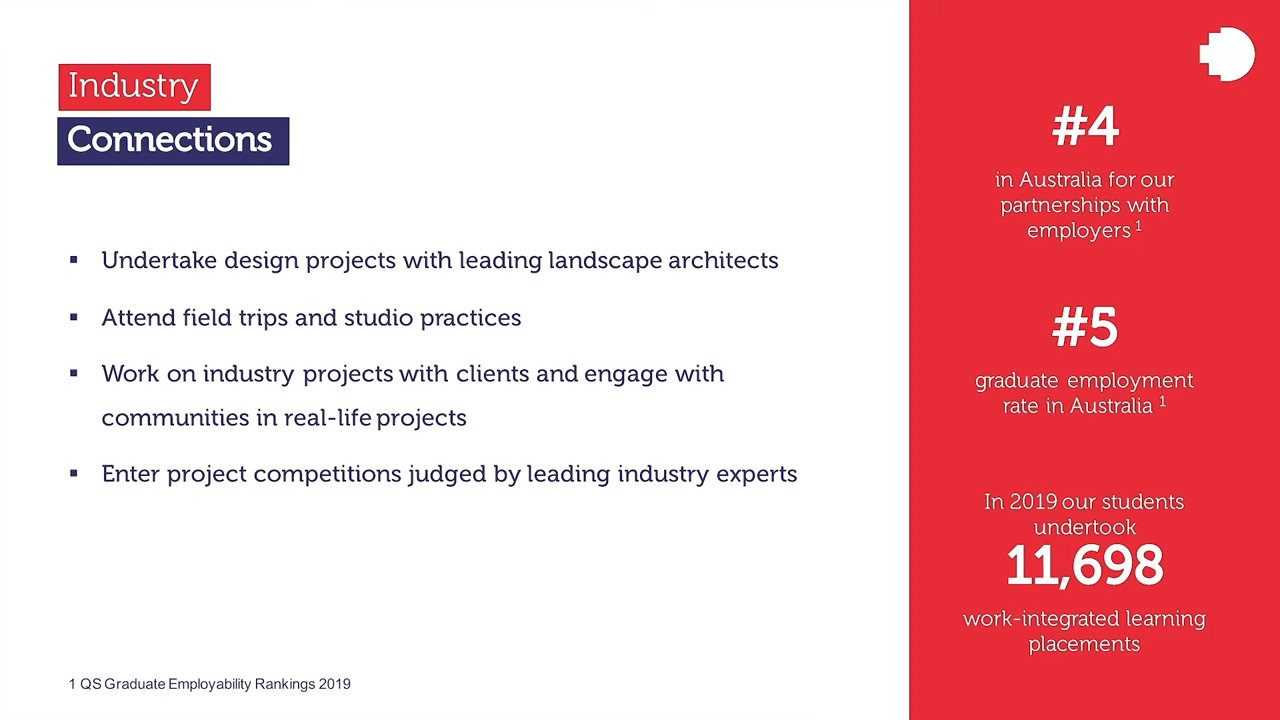 Industry
Connections
▪ Undertake design projects with leading landscape architects
▪ Attend field trips and studio practices
▪ Work on industry projects with clients and engage with
communities in real-life projects
▪ Enter project competitions judged by leading industry experts
1 QS Graduate Employability Rankings 2019
#4
in Australia for our
partnerships with
employers 1
#5
graduate employment
rate in Australia 1
In 2019 our students
undertook
11,698
work-integrated learning
placements